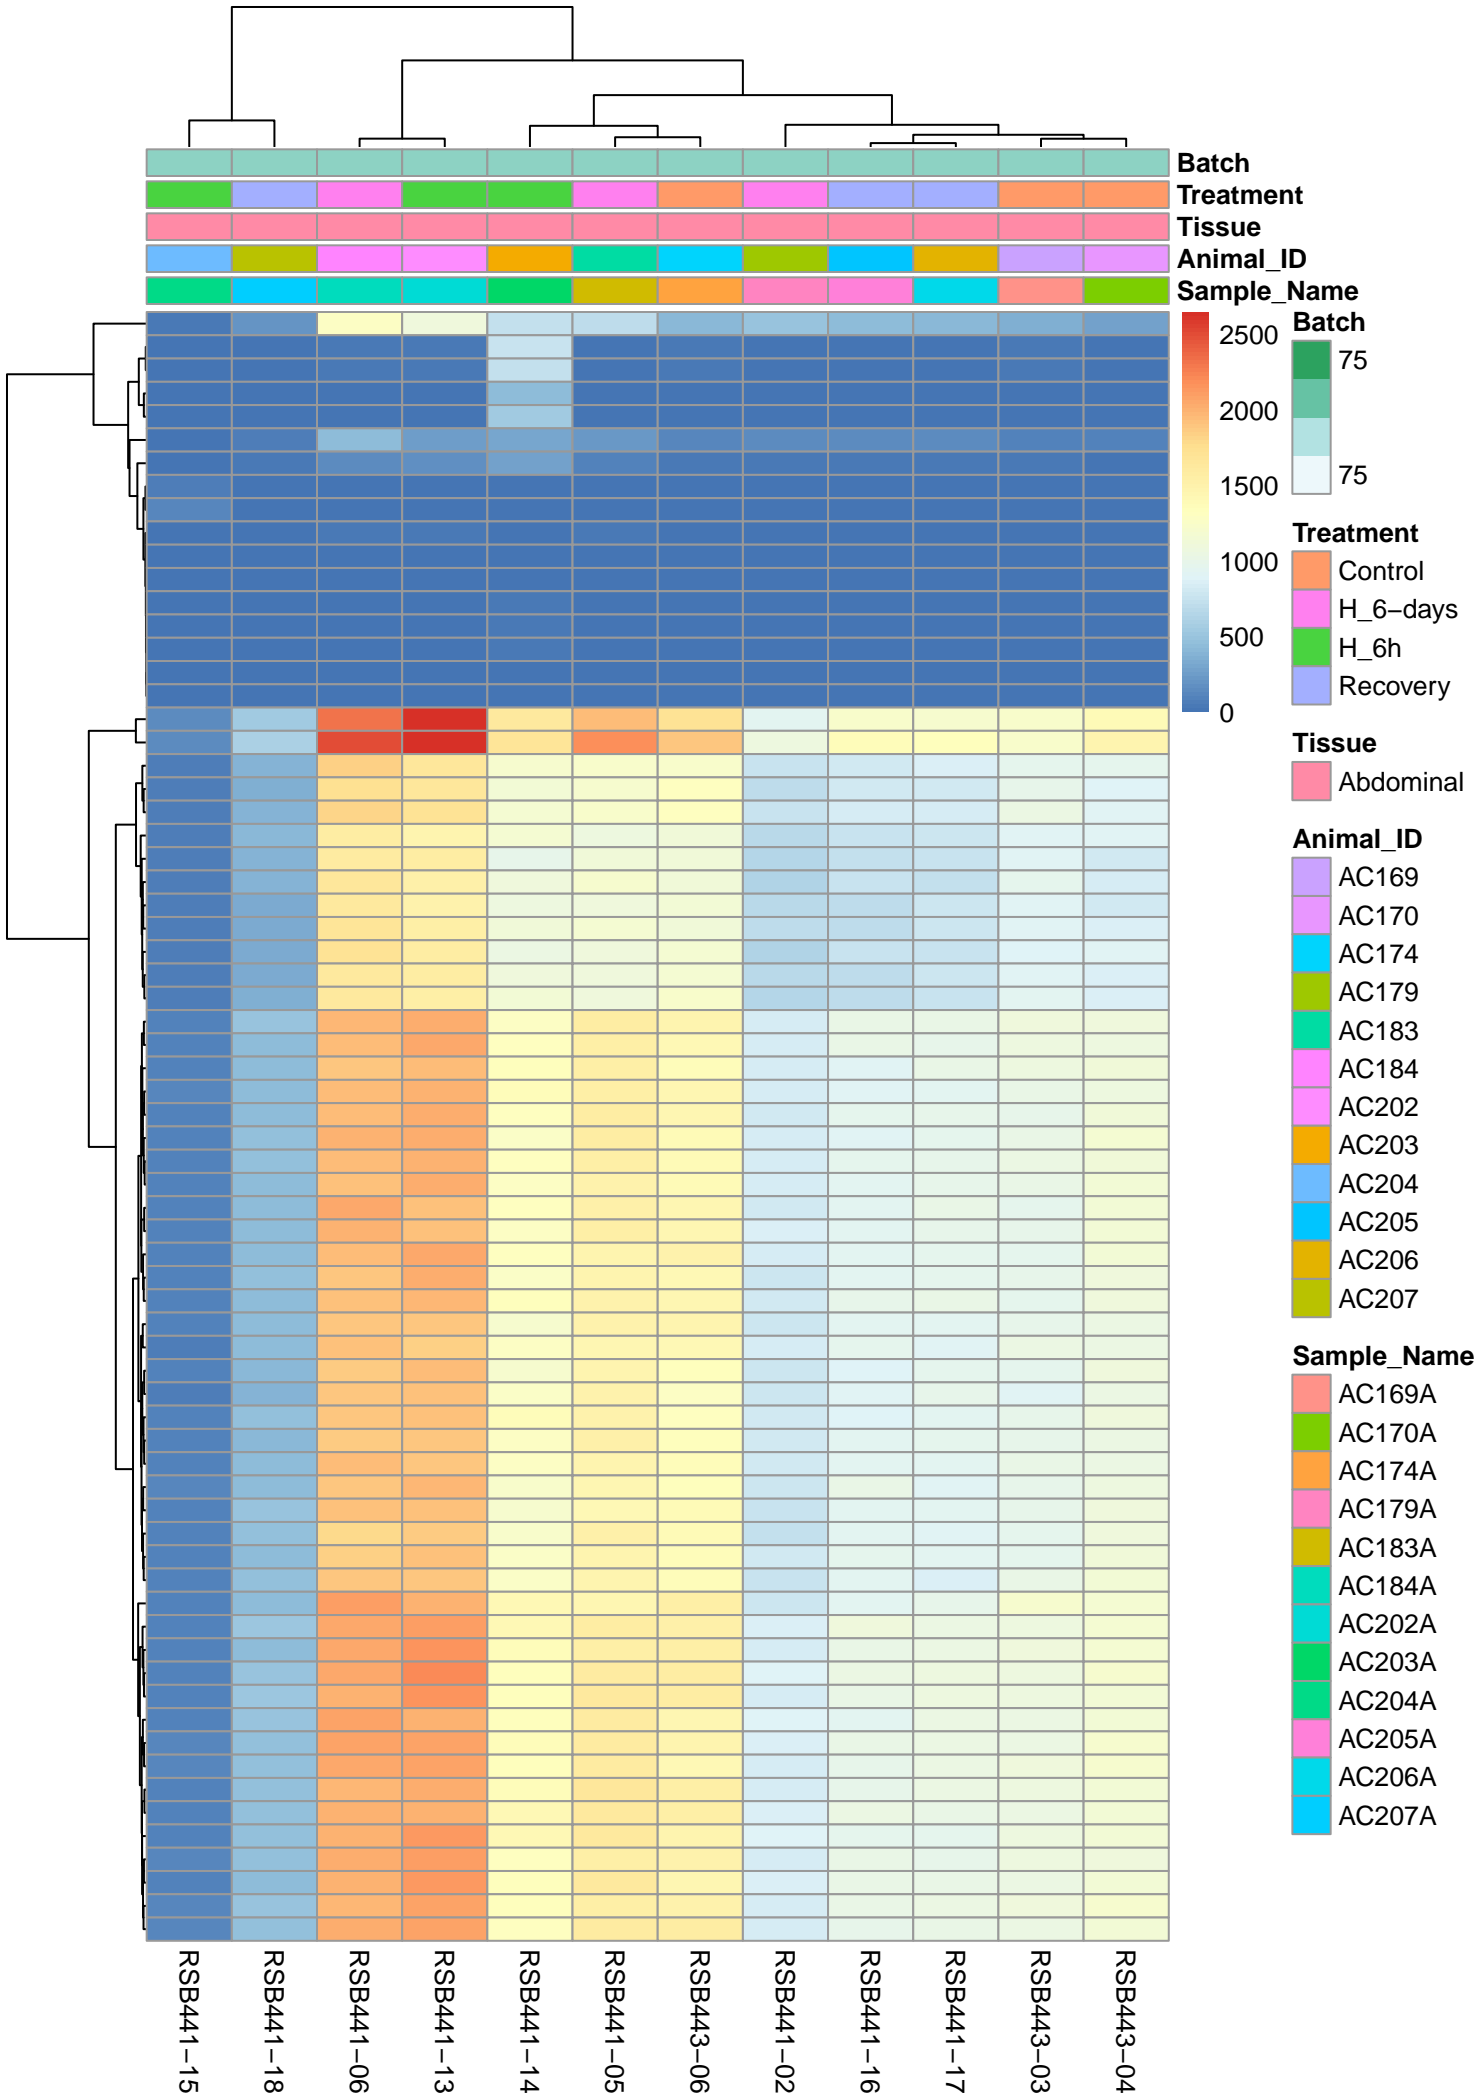 Batch
Treatment
Tissue
Animal_ID
Sample_Name
2500
2000
1500
1000
500
0
Batch
75
75
Treatment
Control
H_6−days
H_6h
Recovery
Tissue
Abdominal
Animal_ID
AC169
AC170
AC174
AC179
AC183
AC184
AC202
AC203
AC204
AC205
AC206
AC207
Sample_Name
AC169A
AC170A
AC174A
AC179A
AC183A
AC184A
AC202A
AC203A
AC204A
AC205A
AC206A
AC207A
RSB441−15
RSB441−18
RSB441−06
RSB441−13
RSB441−14
RSB441−05
RSB443−06
RSB441−02
RSB441−16
RSB441−17
RSB443−03
RSB443−04